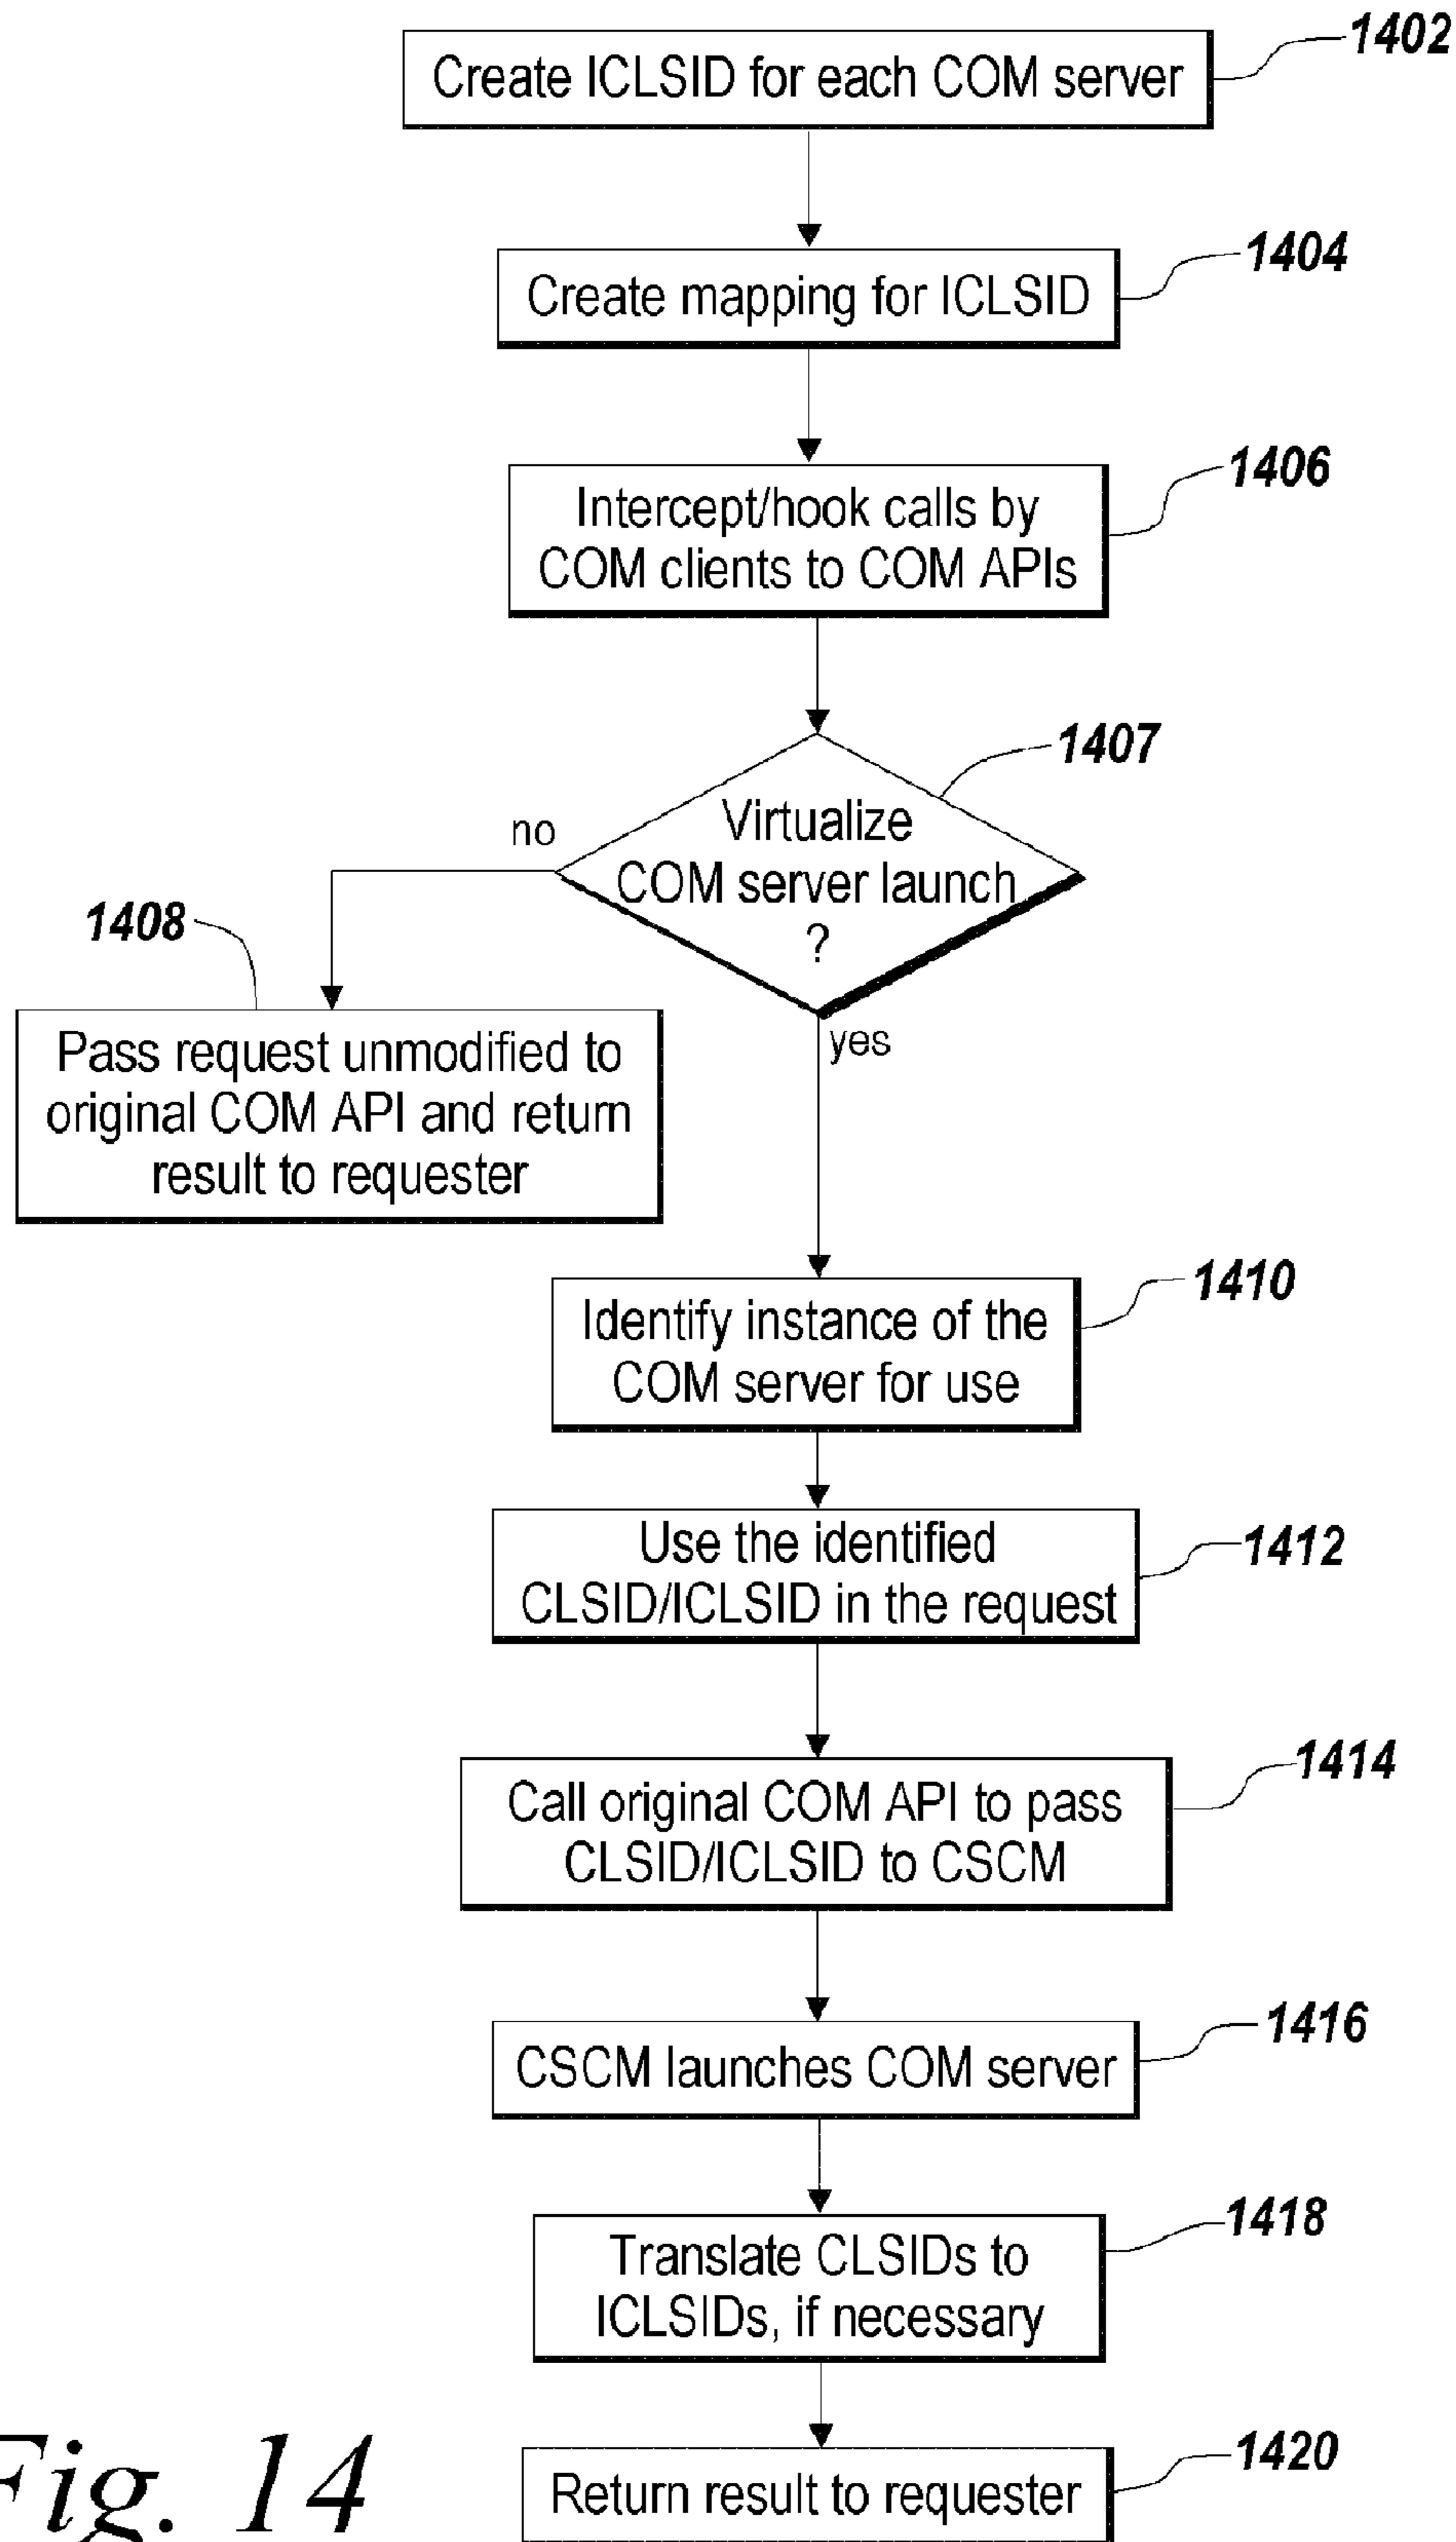 1402
Create ICLSID for each COM server
1404
Create mapping for ICLSID
1406
Intercept/hook calls by
COM clients to COM APIs
1407
Virtualize
COM server launch
?
no
1408
Pass request unmodified to
original COM API and return
result to requester
yes
1410
Identify instance of the
COM server for use
1412
Use the identified
CLSID/ICLSID in the request
1414
Call original COM API to pass
CLSID/ICLSID to CSCM
1416
CSCM launches COM server
1418
Translate CLSIDs to
ICLSIDs, if necessary
1420
Return result to requester
Fig. 14